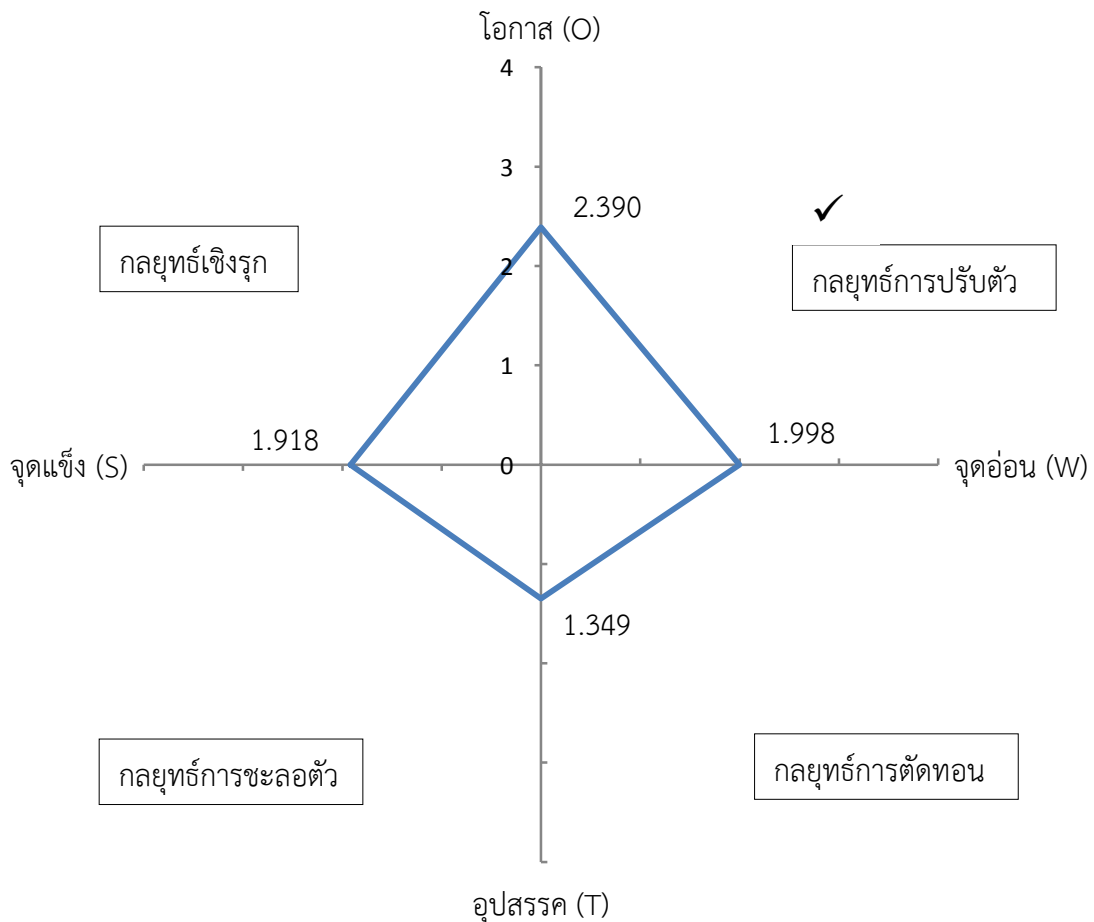 โอกาส (O)
4
3
2.390
✓
กลยุทธ์เชิงรุก
2
กลยุทธ์การปรับตัว
1
1.918
1.998
จุดแข็ง (S)
0
จุดอ่อน (W)
1.349
กลยุทธ์การชะลอตัว
กลยุทธ์การตัดทอน
อุปสรรค (T)